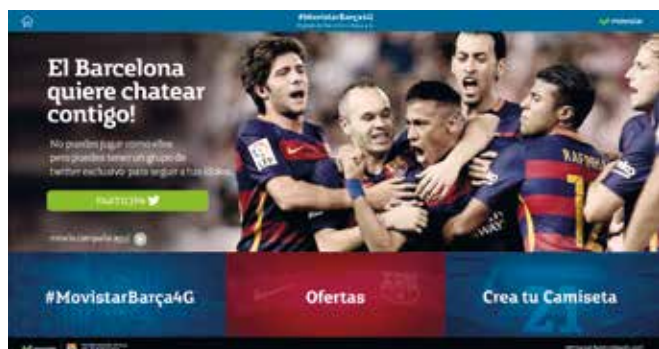 #MovistarBarça4G
movistar
El Barcelona
quiere chatear
contigo!
No puedes jugar como ellos
pero puedes tener un grupo de
twitter exclusivo para seguir a tus ídolos.
PARTICIPA
#MovistarBarça4G
Ofertas
Crea tu Camiseta